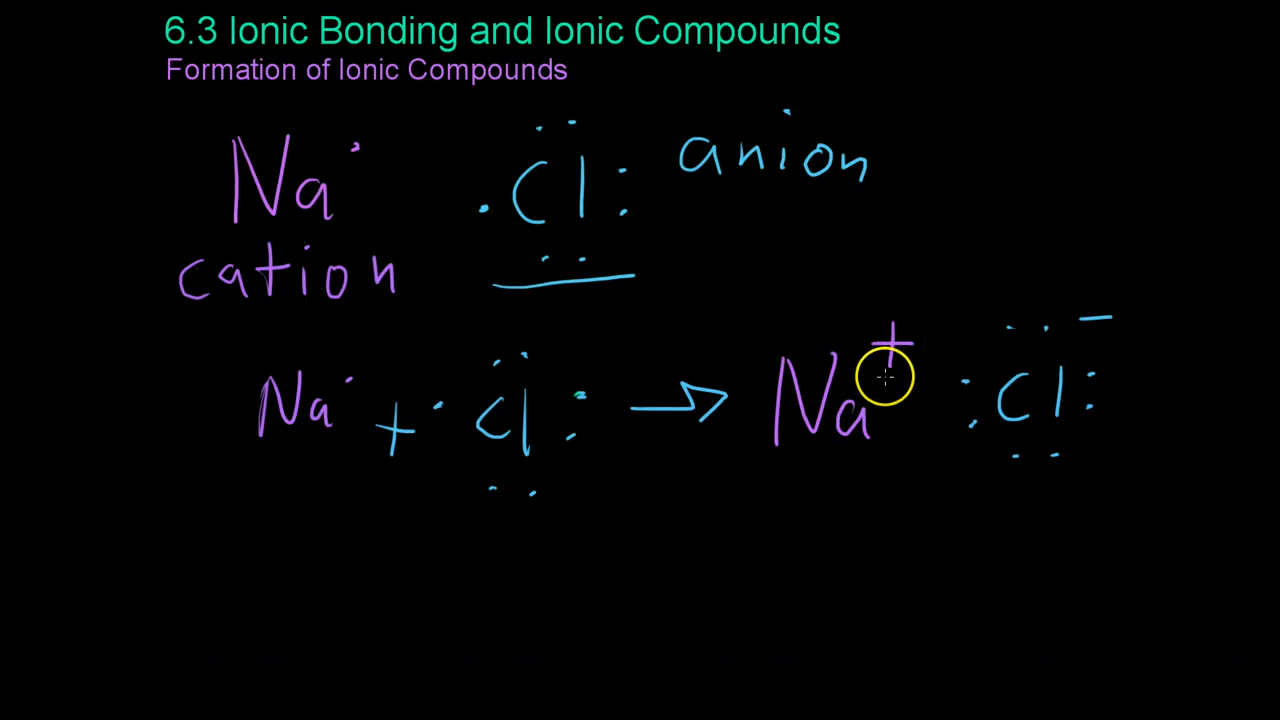 6.3 Ionic Bonding and Ionic Compounds
Formation of Ionic Compounds
Na· ·Cl: anion
cation
Na· + ·Cl: → Na⁺ :Cl:⁻